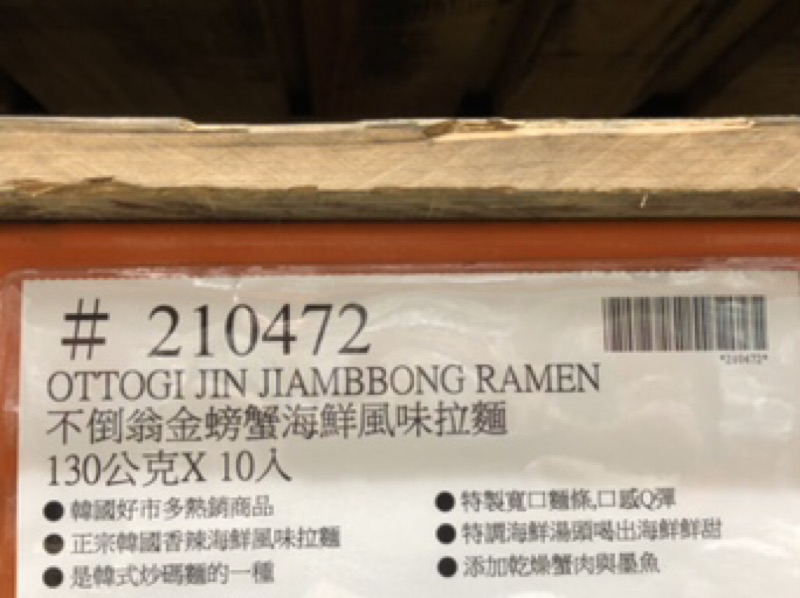 # 210472
*210472*
OTTOGI JIN JIAMBBONG RAMEN
不倒翁金螃蟹海鮮風味拉麵
130公克X 10入
● 韓國好市多熱銷商品
● 正宗韓國香辣海鮮風味拉麵
● 是韓式炒碼麵的一種
● 特製寬口麵條,口感Q彈
● 特調海鮮湯頭喝出海鮮鮮甜
● 添加乾燥蟹肉與墨魚